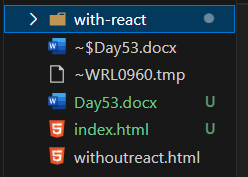 with-react
~$Day53.docx
~WRL0960.tmp
Day53.docx U
index.html U
withoutreact.html